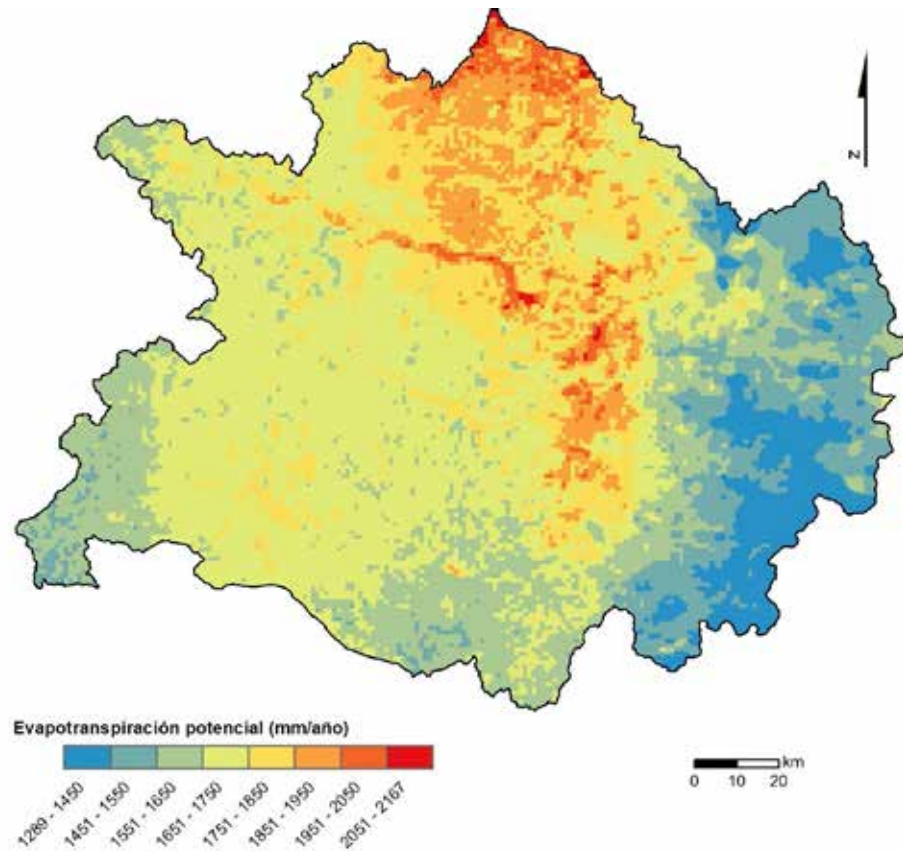 N
Evapotranspiración potencial (mm/año)
1289 - 1450
1451 - 1550
1551 - 1650
1651 - 1750
1751 - 1850
1851 - 1950
1951 - 2050
2051 - 2167
km
0 10 20